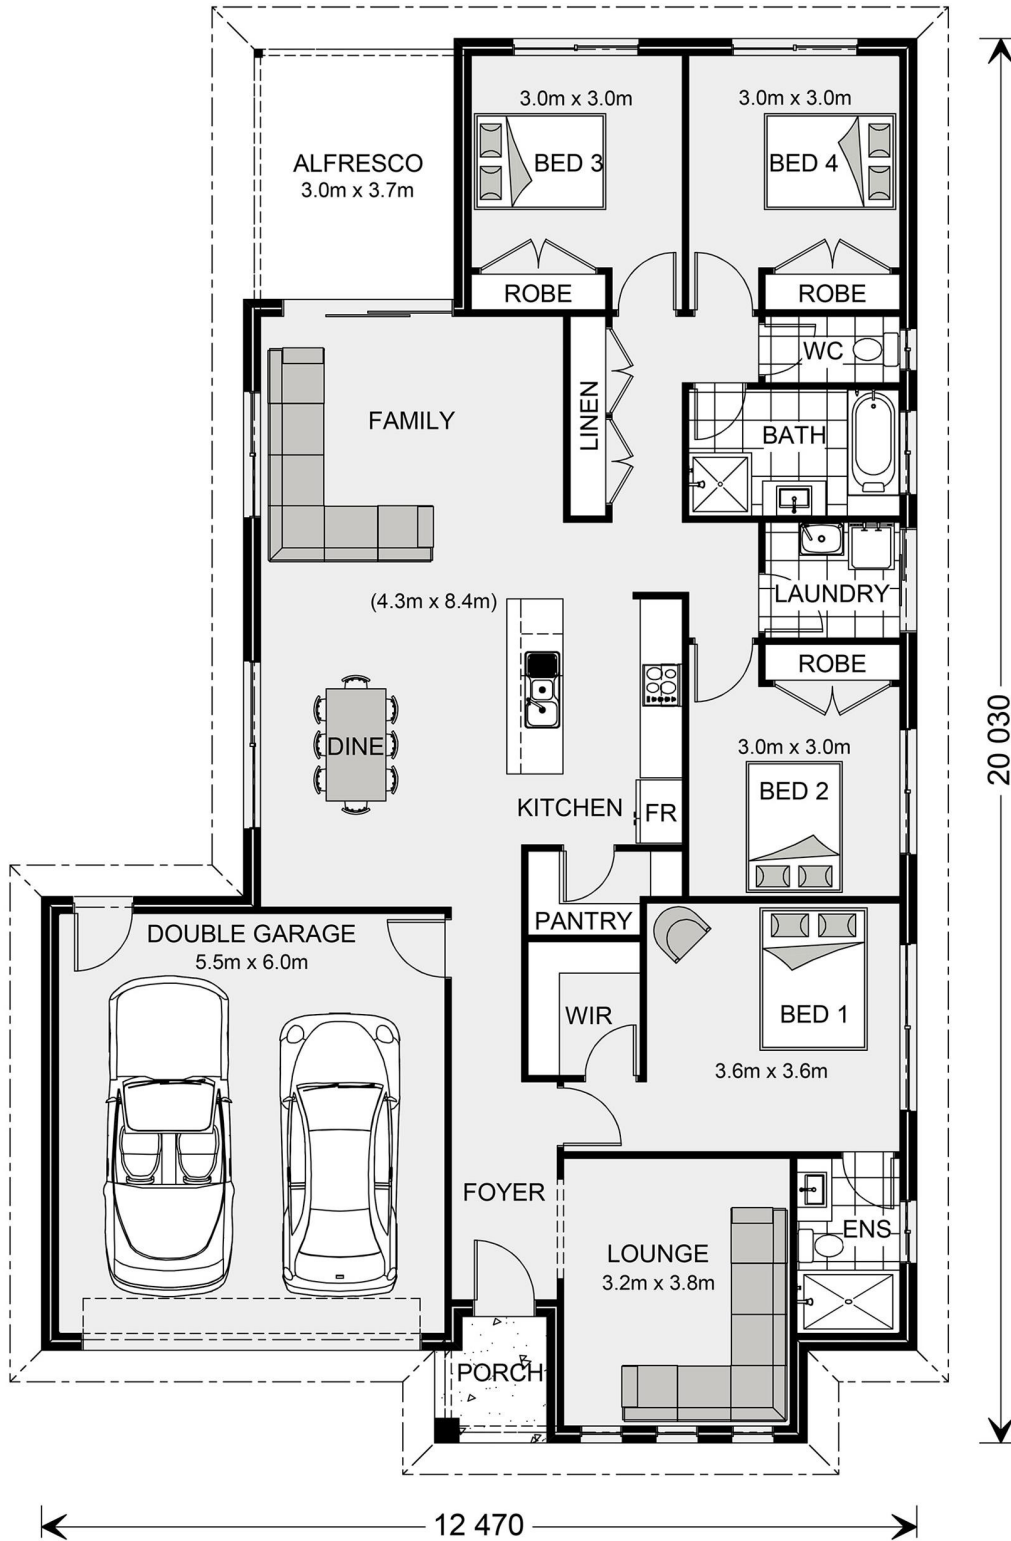 3.0m x 3.0m
BED 3
3.0m x 3.0m
BED 4
ALFRESCO
3.0m x 3.7m
ROBE
ROBE
WC
FAMILY
LINEN
BATH
LAUNDRY
(4.3m x 8.4m)
ROBE
DINE
3.0m x 3.0m
BED 2
KITCHEN
FR
PANTRY
DOUBLE GARAGE
5.5m x 6.0m
WIR
BED 1
3.6m x 3.6m
FOYER
ENS
LOUNGE
3.2m x 3.8m
PORCH
20 030
12 470